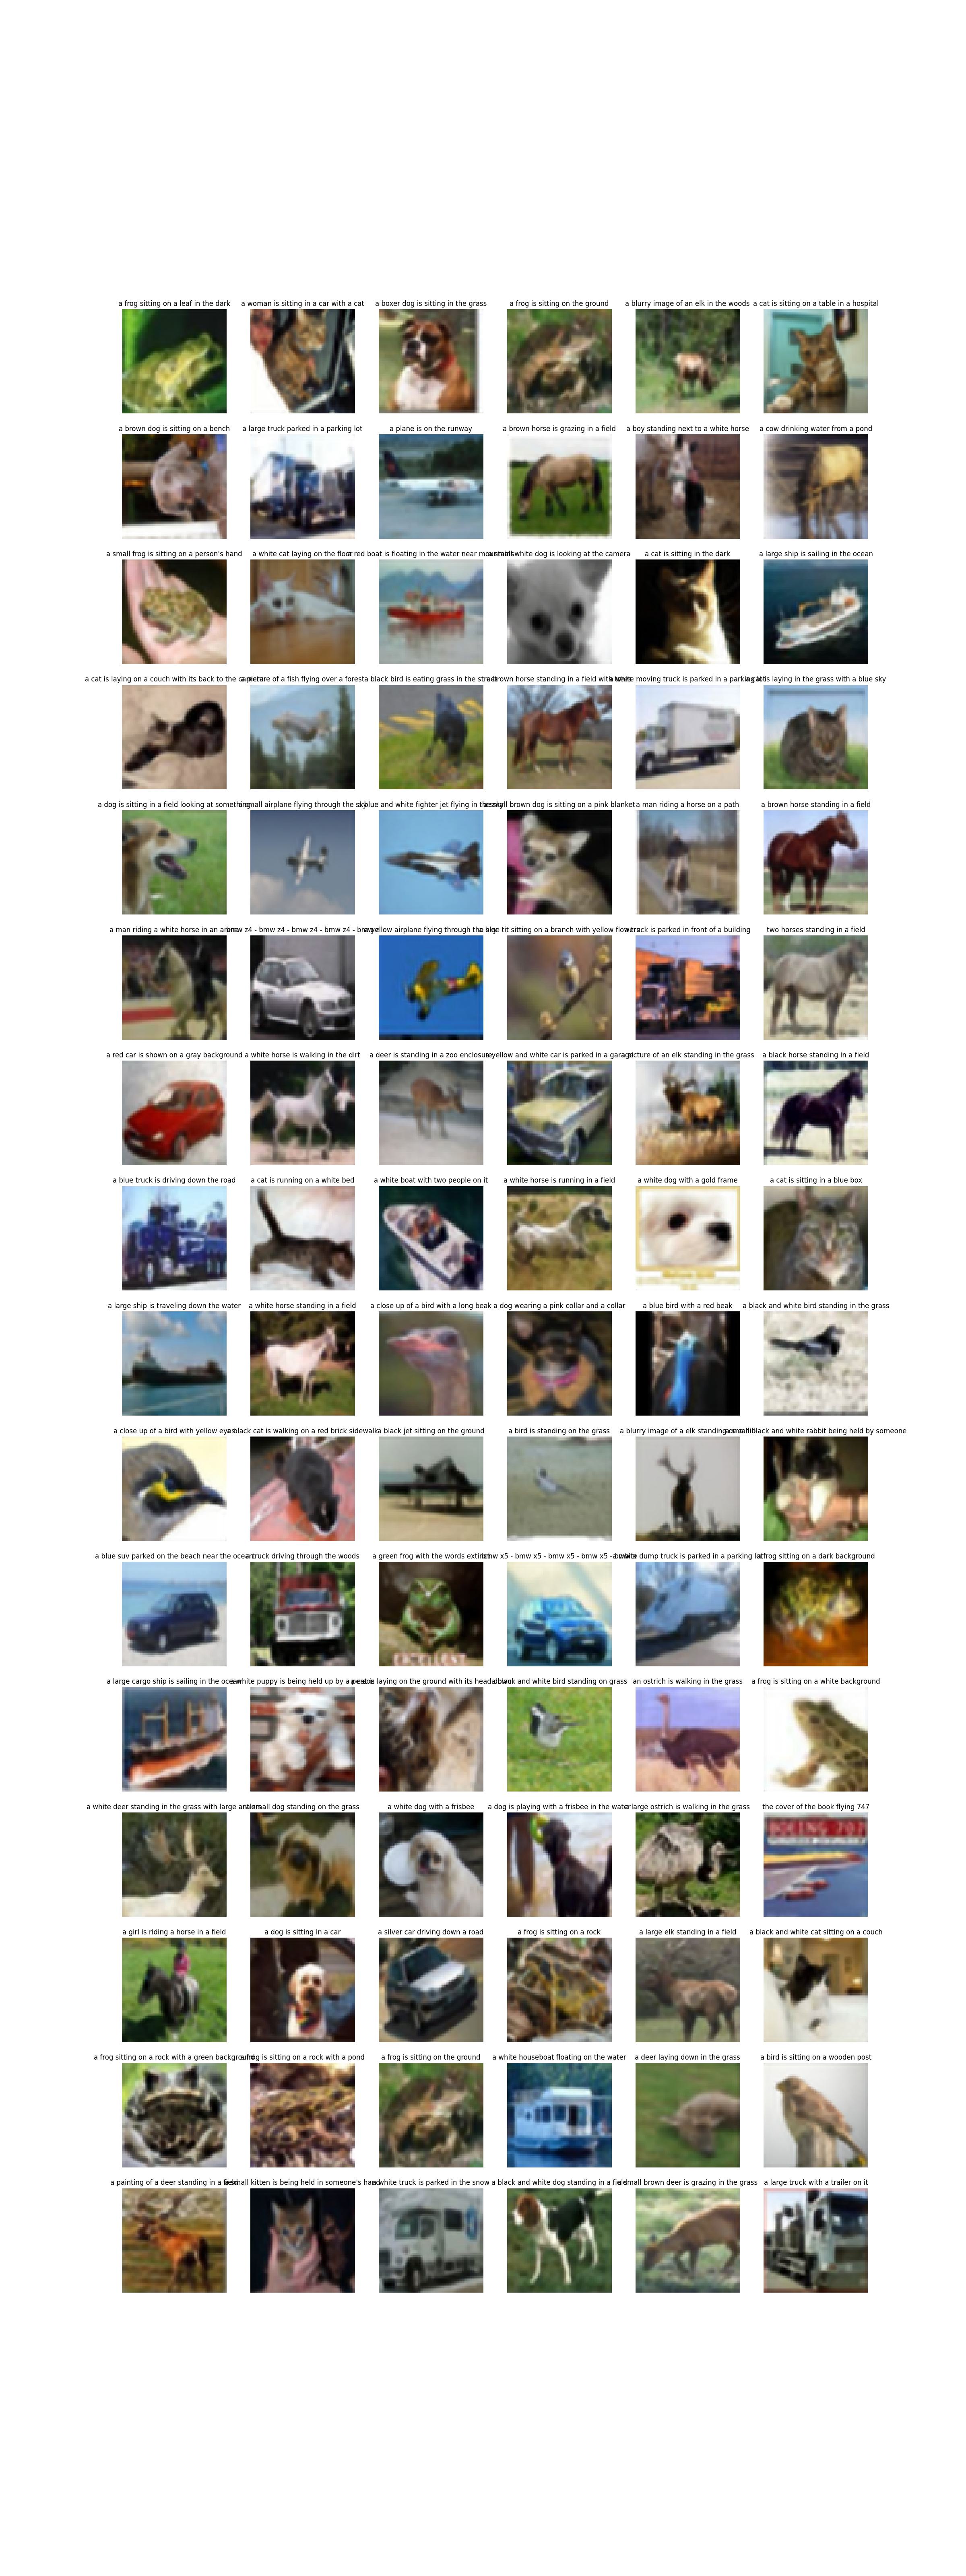 a frog sitting on a leaf in the dark
a woman is sitting in a car with a cat
a boxer dog is sitting in the grass
a frog is sitting on the ground
a blurry image of an elk in the woods
a cat is sitting on a table in a hospital
a brown dog is sitting on a bench
a large truck parked in a parking lot
a plane is on the runway
a brown horse is grazing in a field
a boy standing next to a white horse
a cow drinking water from a pond
a small frog is sitting on a person's hand
a white cat laying on the floor
a red boat is floating in the water near mountains
a small white dog is looking at the camera
a cat is sitting in the dark
a large ship is sailing in the ocean
a cat is laying on a couch with its back to the camera
a picture of a fish flying over a forest
a black bird is eating grass in the street
a brown horse standing in a field with trees
a white moving truck is parked in a parking lot
a cat is laying in the grass with a blue sky
a dog is sitting in a field looking at something
a small airplane flying through the sky
a blue and white fighter jet flying in the sky
a small brown dog is sitting on a pink blanket
a man riding a horse on a path
a brown horse standing in a field
a man riding a white horse in an arena
bmw z4 - bmw z4 - bmw z4 - bmw z4 - bmw
a yellow airplane flying through the sky
a blue tit sitting on a branch with yellow flowers
a truck is parked in front of a building
two horses standing in a field
a red car is shown on a gray background
a white horse is walking in the dirt
a deer is standing in a zoo enclosure
a yellow and white car is parked in a garage
a picture of an elk standing in the grass
a black horse standing in a field
a blue truck is driving down the road
a cat is running on a white bed
a white boat with two people on it
a white horse is running in a field
a white dog with a gold frame
a cat is sitting in a blue box
a large ship is traveling down the water
a white horse standing in a field
a close up of a bird with a long beak
a dog wearing a pink collar and a collar
a blue bird with a red beak
a black and white bird standing in the grass
a close up of a bird with yellow eyes
a black cat is walking on a red brick sidewalk
a black jet sitting on the ground
a bird is standing on the grass
a blurry image of a elk standing on a hill
a small black and white rabbit being held by someone
a blue suv parked on the beach near the ocean
a truck driving through the woods
a green frog with the words extinct
bmw x5 - bmw x5 - bmw x5 - bmw x5 - bmw x
a white dump truck is parked in a parking lot
a frog sitting on a dark background
a large cargo ship is sailing in the ocean
a white puppy is being held up by a person
a cat is laying on the ground with its head down
a black and white bird standing on grass
an ostrich is walking in the grass
a frog is sitting on a white background
a white deer standing in the grass with large antlers
a small dog standing on the grass
a white dog with a frisbee
a dog is playing with a frisbee in the water
a large ostrich is walking in the grass
the cover of the book flying 747
BOEING
a girl is riding a horse in a field
a dog is sitting in a car
a silver car driving down a road
a frog is sitting on a rock
a large elk standing in a field
a black and white cat sitting on a couch
a frog sitting on a rock with a green background
a frog is sitting on a rock with a pond
a frog is sitting on the ground
a white houseboat floating on the water
a deer laying down in the grass
a bird is sitting on a wooden post
a painting of a deer standing in a field
a small kitten is being held in someone's hand
a white truck is parked in the snow
a black and white dog standing in a field
a small brown deer is grazing in the grass
a large truck with a trailer on it